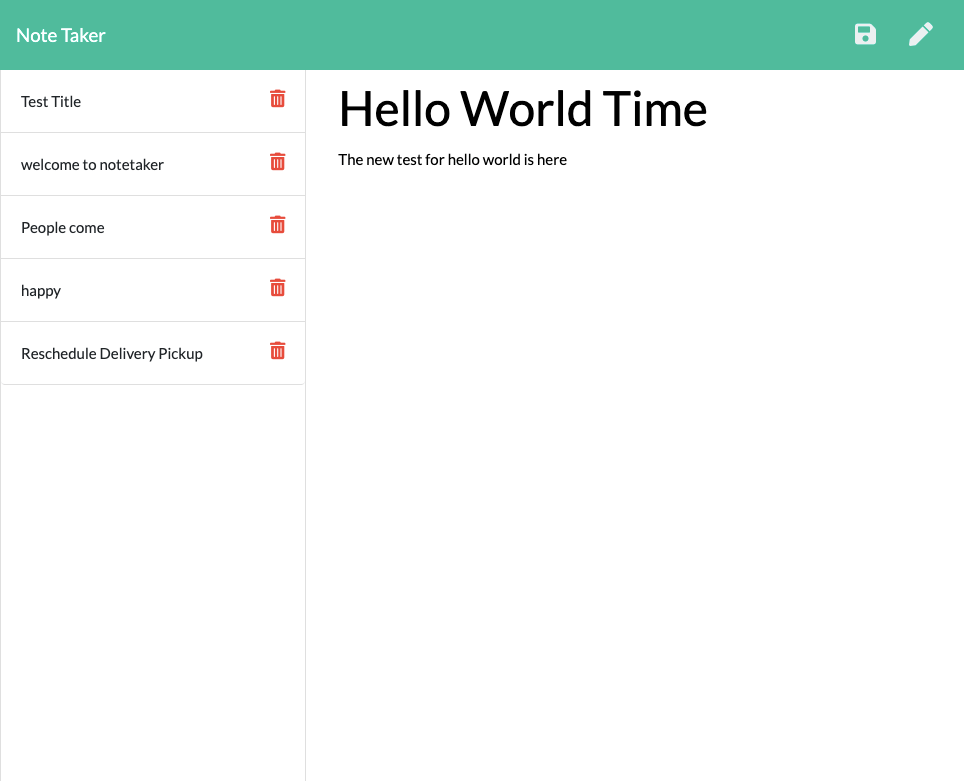 Note Taker
Test Title
welcome to notetaker
People come
happy
Reschedule Delivery Pickup
Hello World Time
The new test for hello world is here